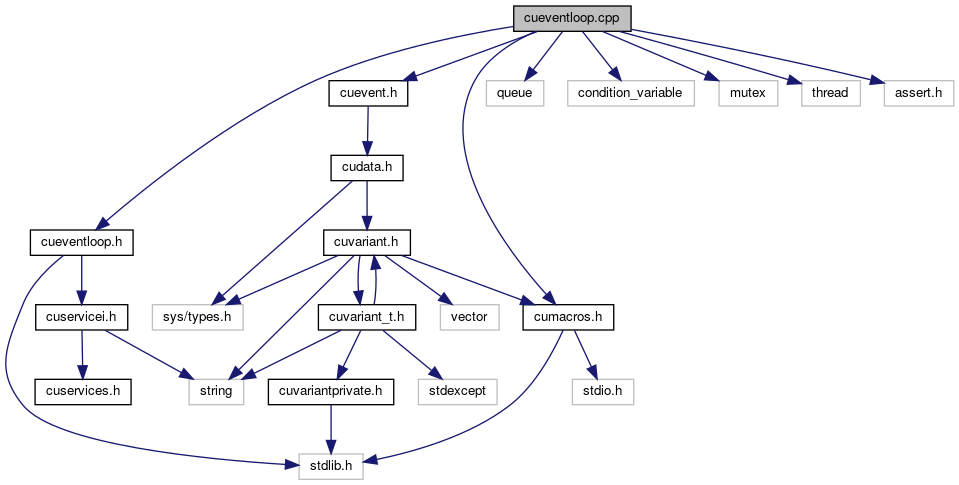 cueventloop.cpp
cuevent.h
queue
condition_variable
mutex
thread
assert.h
cudata.h
cueventloop.h
cuvariant.h
cuservicei.h
sys/types.h
cuvariant_t.h
vector
cumacros.h
cuservices.h
string
cuvariantprivate.h
stdexcept
stdio.h
stdlib.h